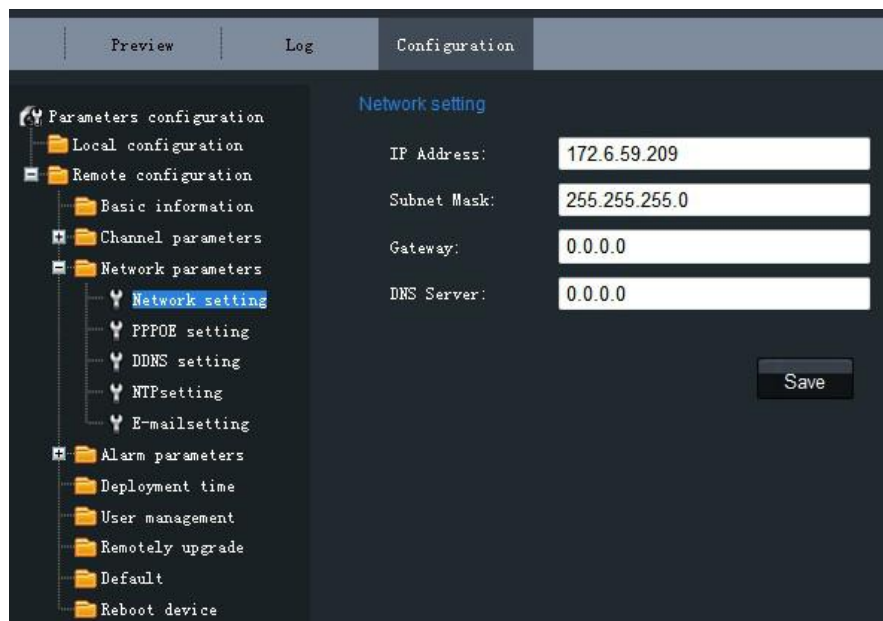 Preview Log Configuration
Parameters configuration
Local configuration
Remote configuration
Basic information
Channel parameters
Network parameters
Network setting
PPPOE setting
DDNS setting
NTPsetting
E-mailsetting
Alarm parameters
Deployment time
User management
Remotely upgrade
Default
Reboot device
Network setting
IP Address: 172.6.59.209
Subnet Mask: 255.255.255.0
Gateway: 0.0.0.0
DNS Server: 0.0.0.0
Save